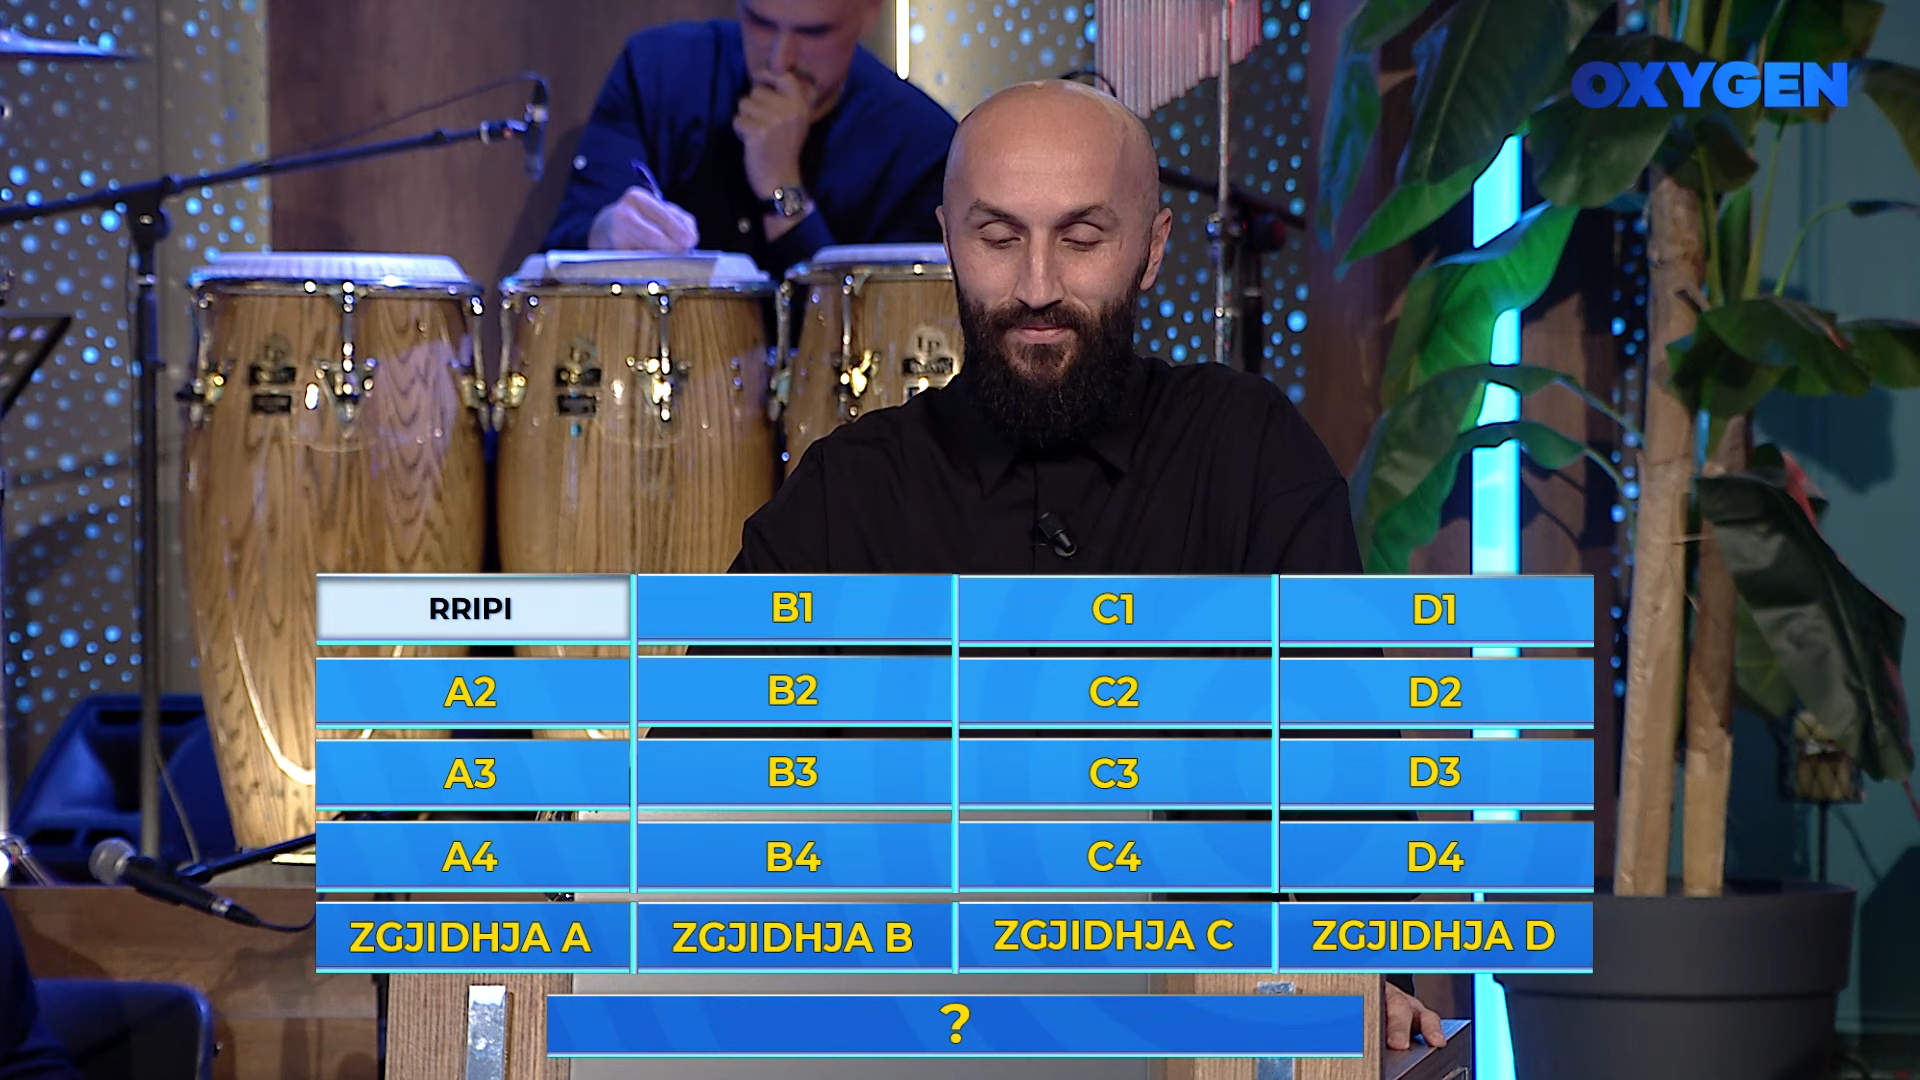 OXYGEN
RRIPI B1 C1 D1
A2 B2 C2 D2
A3 B3 C3 D3
A4 B4 C4 D4
ZGJIDHJA A ZGJIDHJA B ZGJIDHJA C ZGJIDHJA D
?